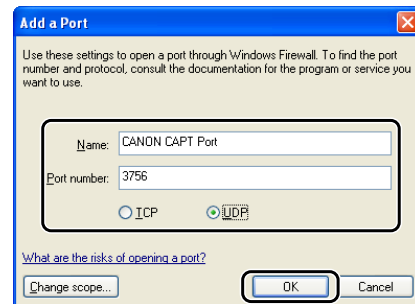 Add a Port
Use these settings to open a port through Windows Firewall. To find the port
number and protocol, consult the documentation for the program or service you
want to use.
Name: CANON CAPT Port
Port number: 3756
TCP UDP
What are the risks of opening a port?
Change scope... OK Cancel